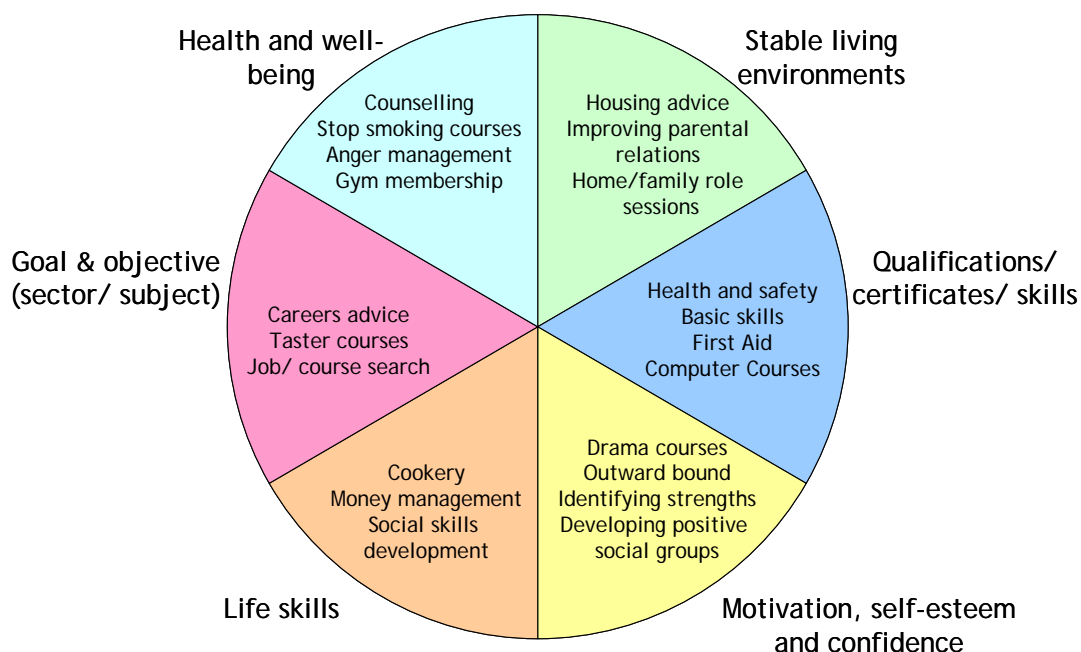 Health and well-
being
Counselling
Stop smoking courses
Anger management
Gym membership
Stable living
environments
Housing advice
Improving parental
relations
Home/family role
sessions
Goal & objective
(sector/ subject)
Careers advice
Taster courses
Job/ course search
Qualifications/
certificates/ skills
Health and safety
Basic skills
First Aid
Computer Courses
Cookery
Money management
Social skills
development
Life skills
Drama courses
Outward bound
Identifying strengths
Developing positive
social groups
Motivation, self-esteem
and confidence